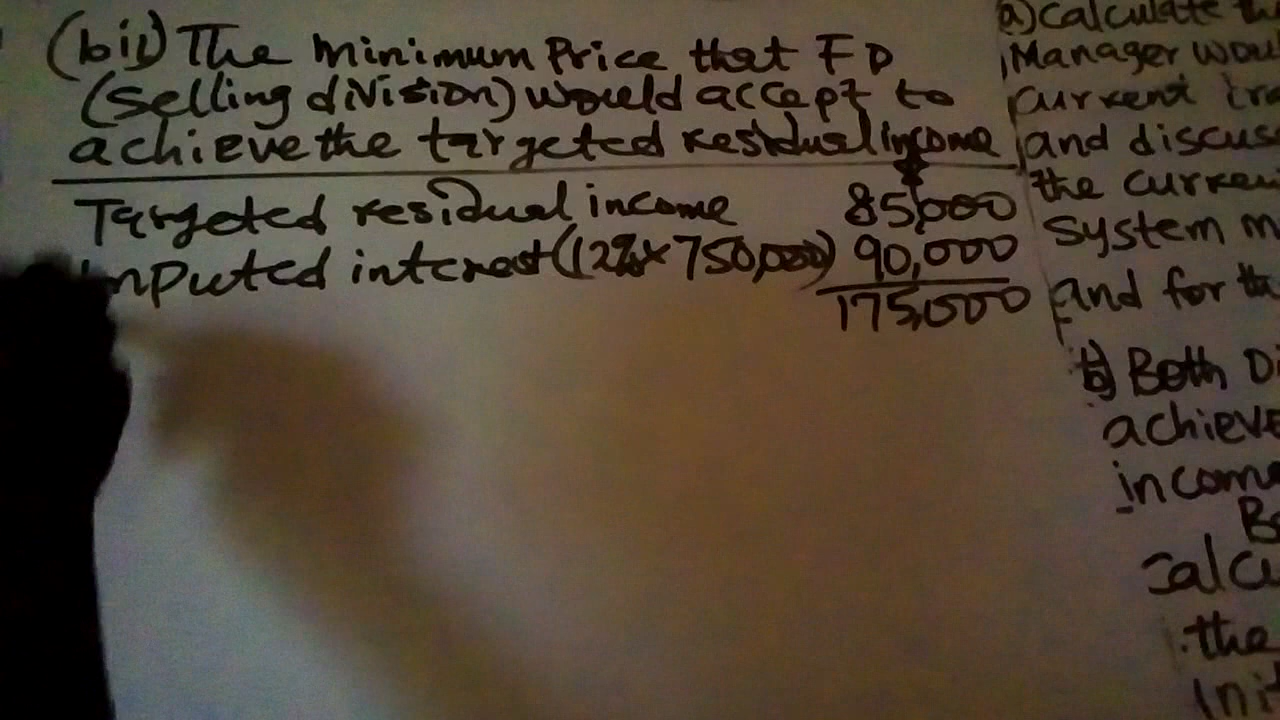 (bii) The minimum Price that FD
(Selling division) would accept to
achieve the targeted residual income
Targeted residual income 85,000
Imputed interest (12% x 750,000) 90,000
175,000
a) Calculate the
Manager
current
and discuss
the current
system
and for the
b) Both
achieve
income
the